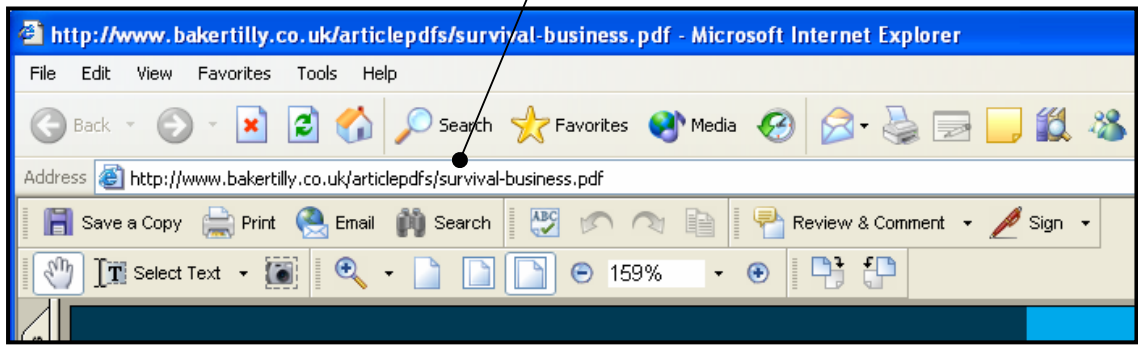 http://www.bakertilly.co.uk/articlepdfs/survival-business.pdf - Microsoft Internet Explorer
File Edit View Favorites Tools Help
Back Search Favorites Media
Address http://www.bakertilly.co.uk/articlepdfs/survival-business.pdf
Save a Copy Print Email Search ABC Review & Comment Sign
T Select Text 159%